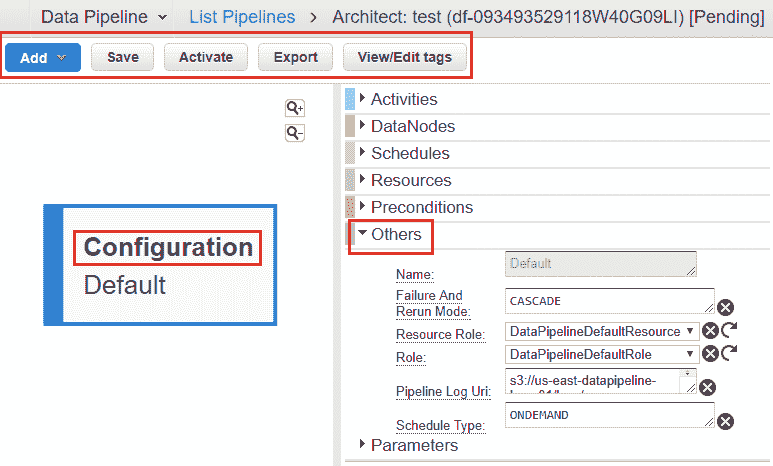 Data Pipeline List Pipelines > Architect: test (df-093493529118W40G09LI) [Pending]
Add Save Activate Export View/Edit tags
Configuration
Default
Activities
DataNodes
Schedules
Resources
Preconditions
Others
Name: Default
Failure And
Rerun Mode: CASCADE
Resource Role: DataPipelineDefaultResource
Role: DataPipelineDefaultRole
Pipeline Log Uri: s3://us-east-datapipeline-
Schedule Type: ONDEMAND
Parameters